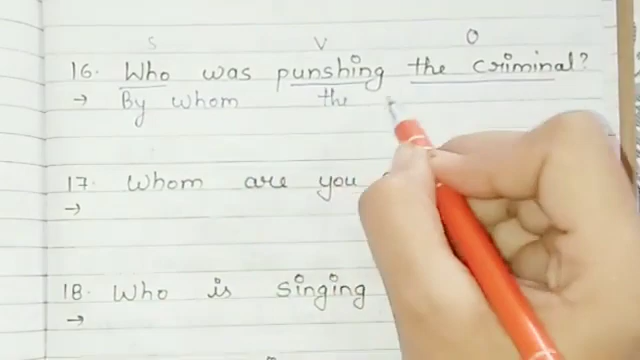 S V O
16. Who was punshing the criminal?
→ By whom the
17. Whom are you
→
18. Who is singing
→